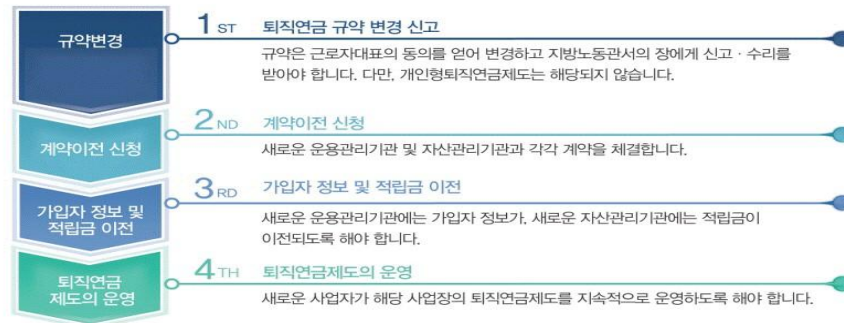 규약변경
1 ST 퇴직연금 규약 변경 신고
규약은 근로자대표의 동의를 얻어 변경하고 지방노동관서의 장에게 신고 · 수리를
받아야 합니다. 다만, 개인형퇴직연금제도는 해당되지 않습니다.
계약이전 신청
2 ND 계약이전 신청
새로운 운용관리기관 및 자산관리기관과 각각 계약을 체결합니다.
가입자 정보 및
적립금 이전
3 RD 가입자 정보 및 적립금 이전
새로운 운용관리기관에는 가입자 정보가, 새로운 자산관리기관에는 적립금이
이전되도록 해야 합니다.
퇴직연금
제도의 운영
4 TH 퇴직연금제도의 운영
새로운 사업자가 해당 사업장의 퇴직연금제도를 지속적으로 운영하도록 해야 합니다.